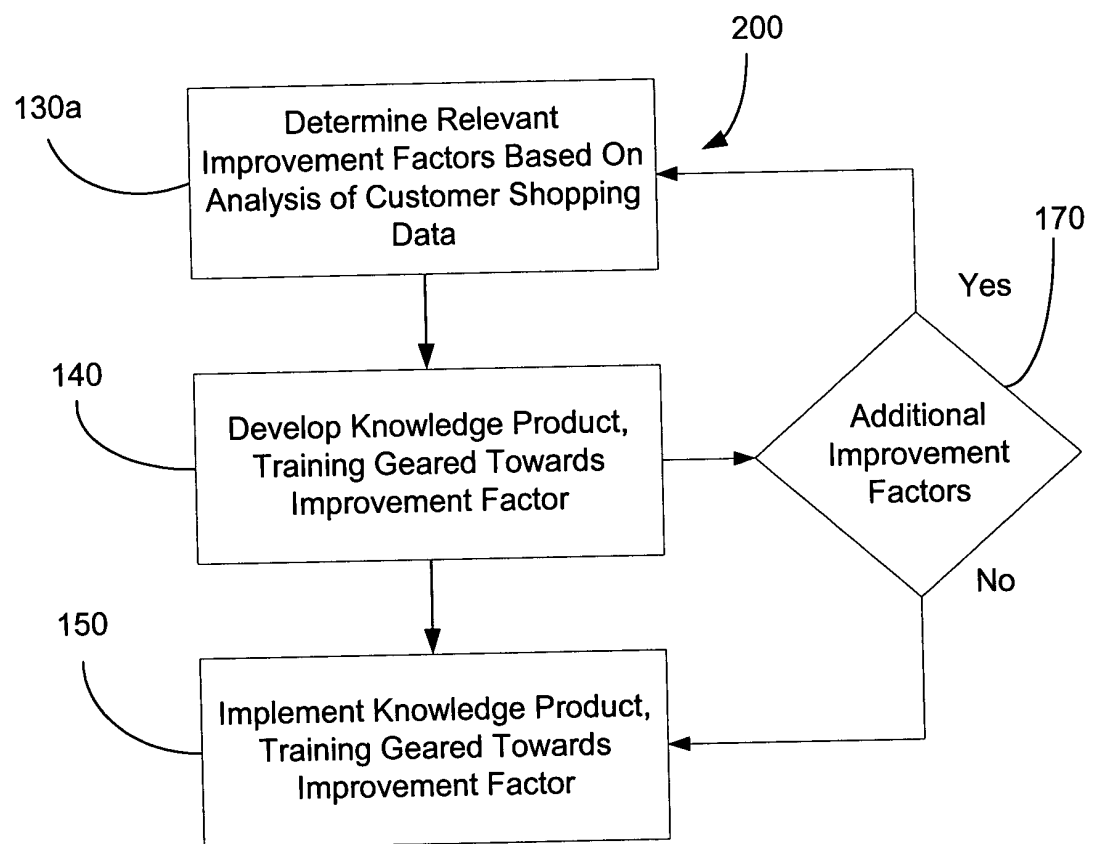 200
130a
Determine Relevant
Improvement Factors Based On
Analysis of Customer Shopping
Data
170
Yes
140
Develop Knowledge Product,
Training Geared Towards
Improvement Factor
Additional
Improvement
Factors
No
150
Implement Knowledge Product,
Training Geared Towards
Improvement Factor